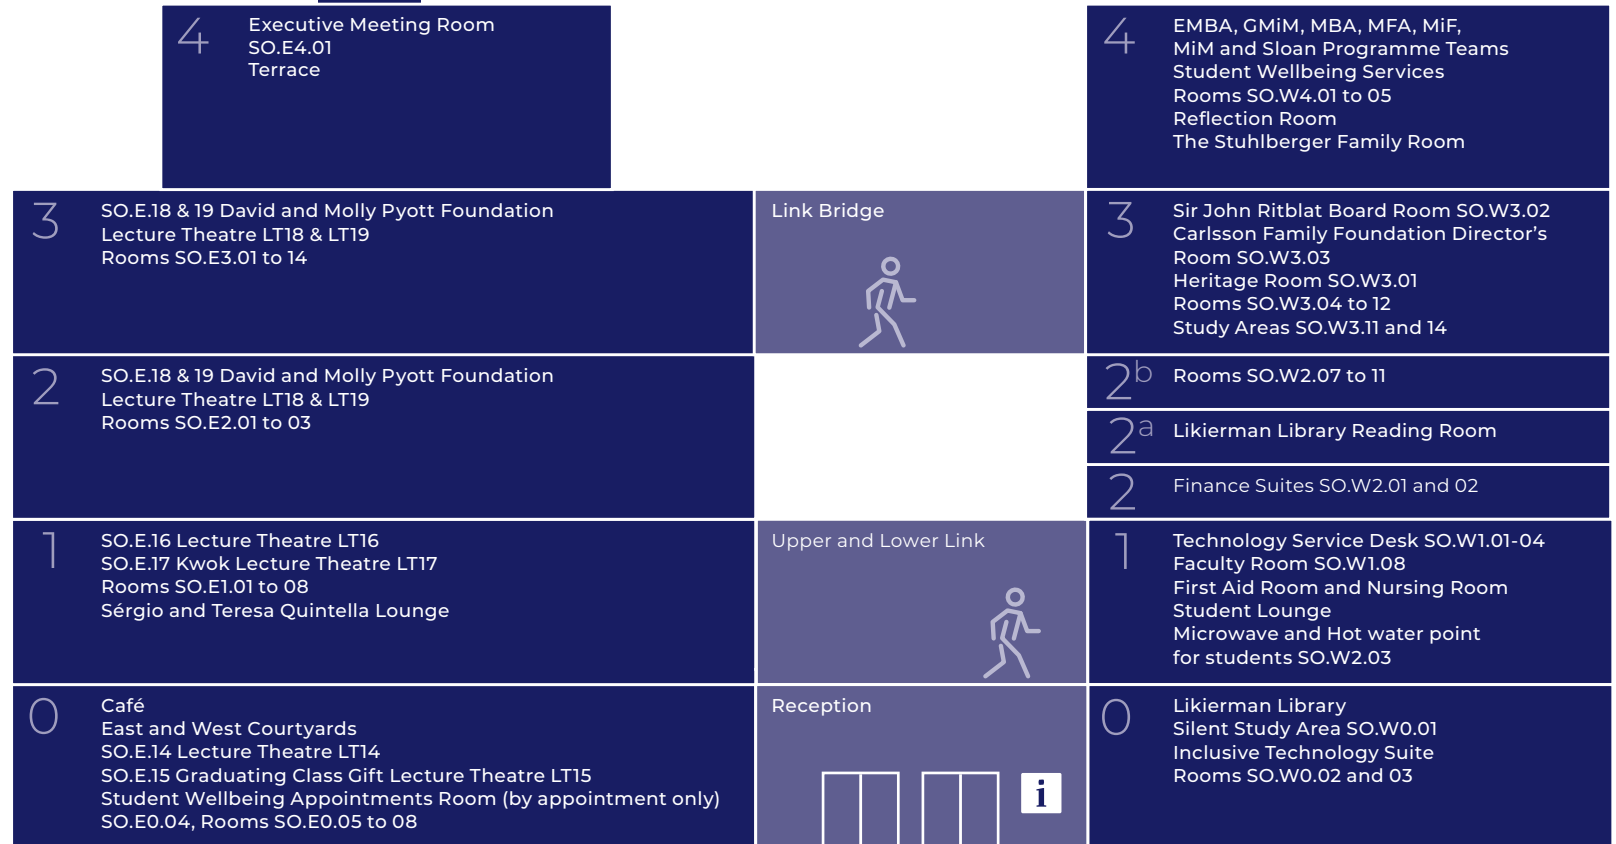 4
Executive Meeting Room
SO.E4.01
Terrace
4
EMBA, GMiM, MBA, MFA, MiF,
MiM and Sloan Programme Teams
Student Wellbeing Services
Rooms SO.W4.01 to 05
Reflection Room
The Stuhlberger Family Room
3
SO.E.18 & 19 David and Molly Pyott Foundation
Lecture Theatre LT18 & LT19
Rooms SO.E3.01 to 14
Link Bridge
3
Sir John Ritblat Board Room SO.W3.02
Carlsson Family Foundation Director’s
Room SO.W3.03
Heritage Room SO.W3.01
Rooms SO.W3.04 to 12
Study Areas SO.W3.11 and 14
2
SO.E.18 & 19 David and Molly Pyott Foundation
Lecture Theatre LT18 & LT19
Rooms SO.E2.01 to 03
2b
Rooms SO.W2.07 to 11
2a
Likierman Library Reading Room
2
Finance Suites SO.W2.01 and 02
1
SO.E.16 Lecture Theatre LT16
SO.E.17 Kwok Lecture Theatre LT17
Rooms SO.E1.01 to 08
Sérgio and Teresa Quintella Lounge
Upper and Lower Link
1
Technology Service Desk SO.W1.01-04
Faculty Room SO.W1.08
First Aid Room and Nursing Room
Student Lounge
Microwave and Hot water point
for students SO.W2.03
0
Café
East and West Courtyards
SO.E.14 Lecture Theatre LT14
SO.E.15 Graduating Class Gift Lecture Theatre LT15
Student Wellbeing Appointments Room (by appointment only)
SO.E0.04, Rooms SO.E0.05 to 08
Reception
i
0
Likierman Library
Silent Study Area SO.W0.01
Inclusive Technology Suite
Rooms SO.W0.02 and 03